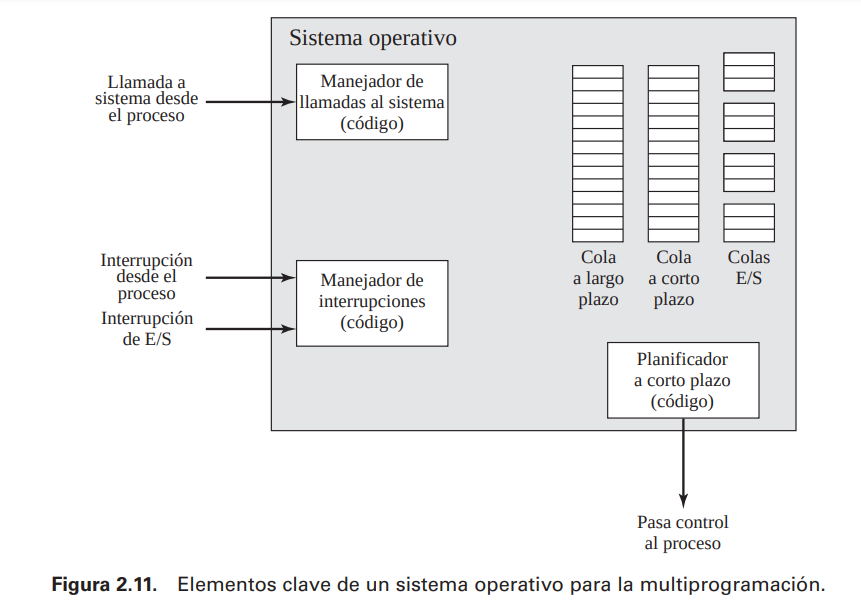 Sistema operativo
Llamada a
sistema desde
el proceso
Manejador de
llamadas al sistema
(código)
Interrupción
desde el
proceso
Interrupción
de E/S
Manejador de
interrupciones
(código)
Cola
a largo
plazo
Cola
a corto
plazo
Colas
E/S
Planificador
a corto plazo
(código)
Pasa control
al proceso
Figura 2.11. Elementos clave de un sistema operativo para la multiprogramación.